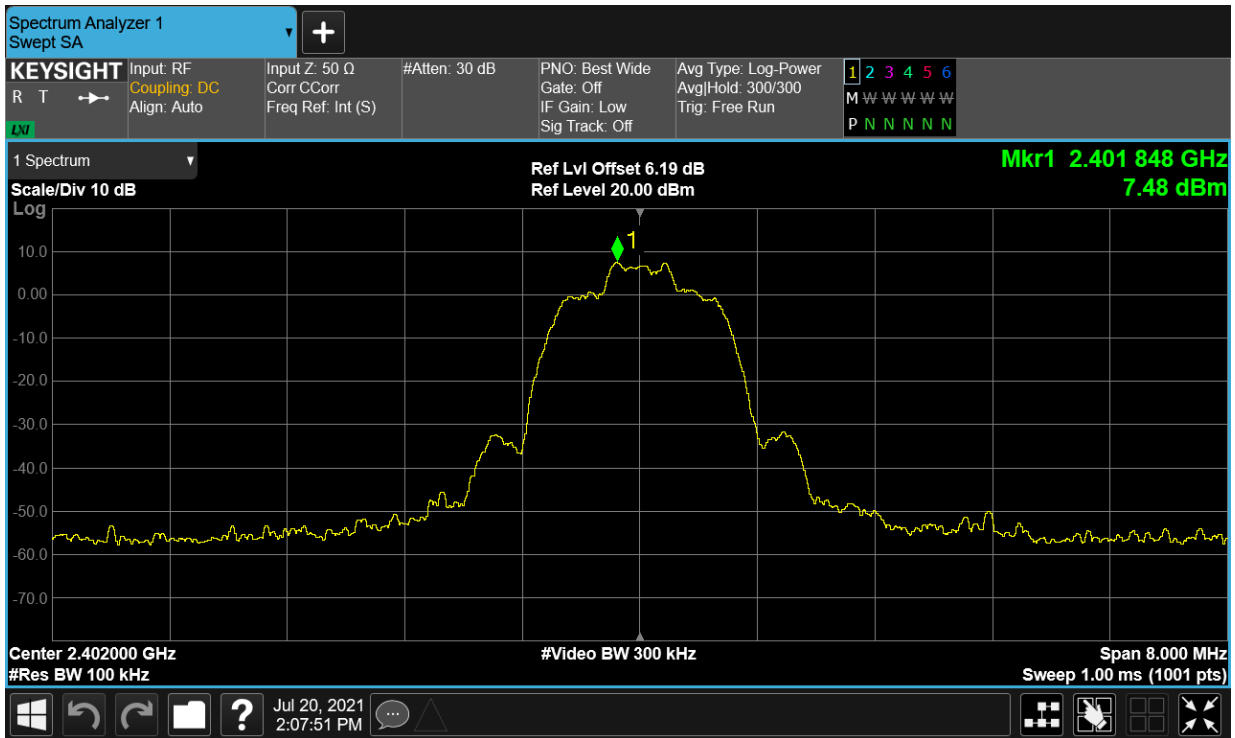 Spectrum Analyzer 1
Swept SA
KEYSIGHT
R T
LXI
Input: RF
Coupling: DC
Align: Auto
Input Z: 50 Ω
Corr CCorr
Freq Ref: Int (S)
#Atten: 30 dB
PNO: Best Wide
Gate: Off
IF Gain: Low
Sig Track: Off
Avg Type: Log-Power
Avg|Hold: 300/300
Trig: Free Run
1 2 3 4 5 6
M W W W W W
P N N N N N
1 Spectrum
Scale/Div 10 dB
Log
Ref Lvl Offset 6.19 dB
Ref Level 20.00 dBm
Mkr1 2.401 848 GHz
7.48 dBm
1
10.0
0.00
-10.0
-20.0
-30.0
-40.0
-50.0
-60.0
-70.0
Center 2.402000 GHz
#Res BW 100 kHz
#Video BW 300 kHz
Span 8.000 MHz
Sweep 1.00 ms (1001 pts)
?
Jul 20, 2021
2:07:51 PM